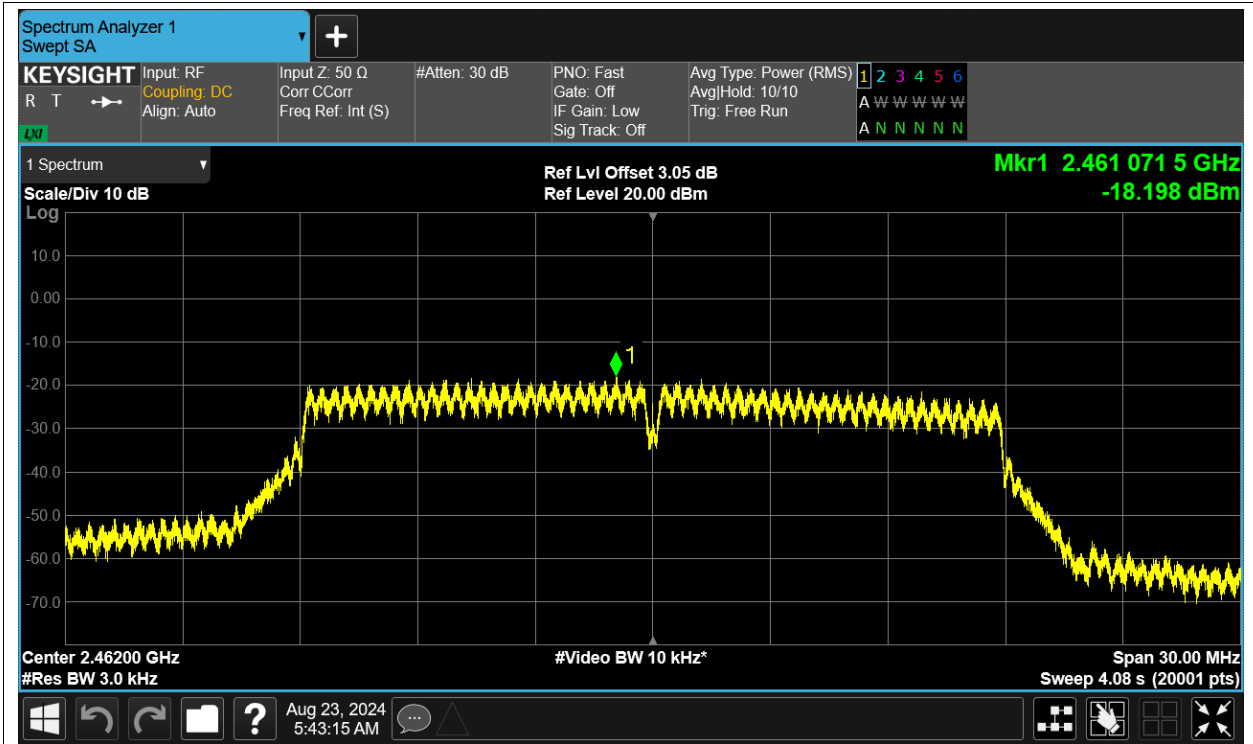 Spectrum Analyzer 1
Swept SA
+
KEYSIGHT
R T
LXI
Input: RF
Coupling: DC
Align: Auto
Input Z: 50 Ω
Corr CCorr
Freq Ref: Int (S)
#Atten: 30 dB
PNO: Fast
Gate: Off
IF Gain: Low
Sig Track: Off
Avg Type: Power (RMS)
Avg|Hold: 10/10
Trig: Free Run
1 2 3 4 5 6
A W W W W W
A N N N N N
1 Spectrum
Scale/Div 10 dB
Ref Lvl Offset 3.05 dB
Ref Level 20.00 dBm
Mkr1 2.461 071 5 GHz
-18.198 dBm
Log
10.0
0.00
-10.0
1
-20.0
-30.0
-40.0
-50.0
-60.0
-70.0
Center 2.46200 GHz
#Video BW 10 kHz*
Span 30.00 MHz
#Res BW 3.0 kHz
Sweep 4.08 s (20001 pts)
?
Aug 23, 2024
5:43:15 AM